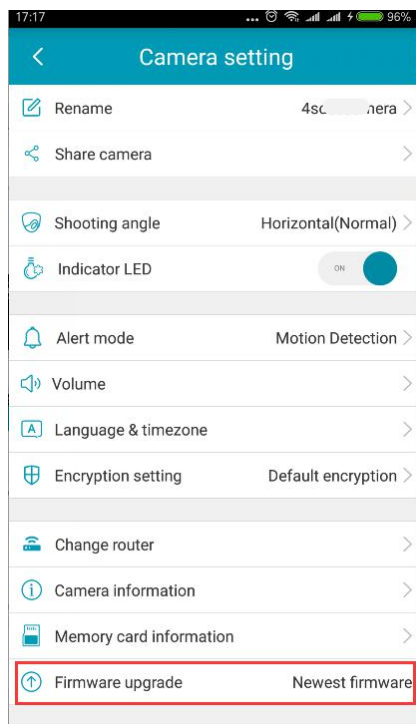 17:17 ... 96%
Camera setting
Rename
Share camera
Shooting angle Horizontal(Normal)
Indicator LED ON
Alert mode Motion Detection
Volume
A Language & timezone
Encryption setting Default encryption
Change router
Camera information
Memory card information
Firmware upgrade Newest firmware